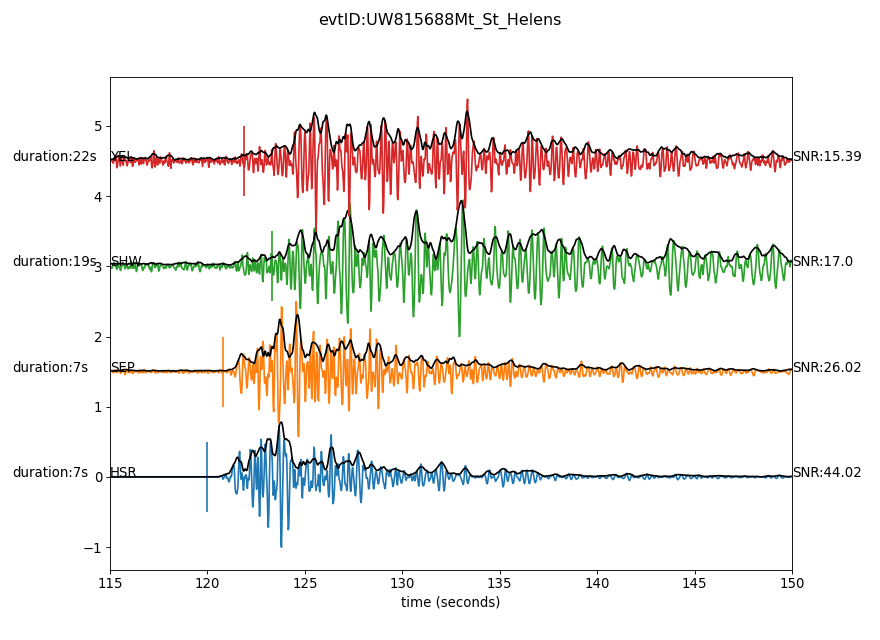 evtID:UW815688Mt_St_Helens
5
duration:22s YEL SNR:15.39
4
duration:19s SHW SNR:17.0
3
2
duration:7s SEP SNR:26.02
1
duration:7s HSR SNR:44.02
0
−1
115 120 125 130 135 140 145 150
time (seconds)